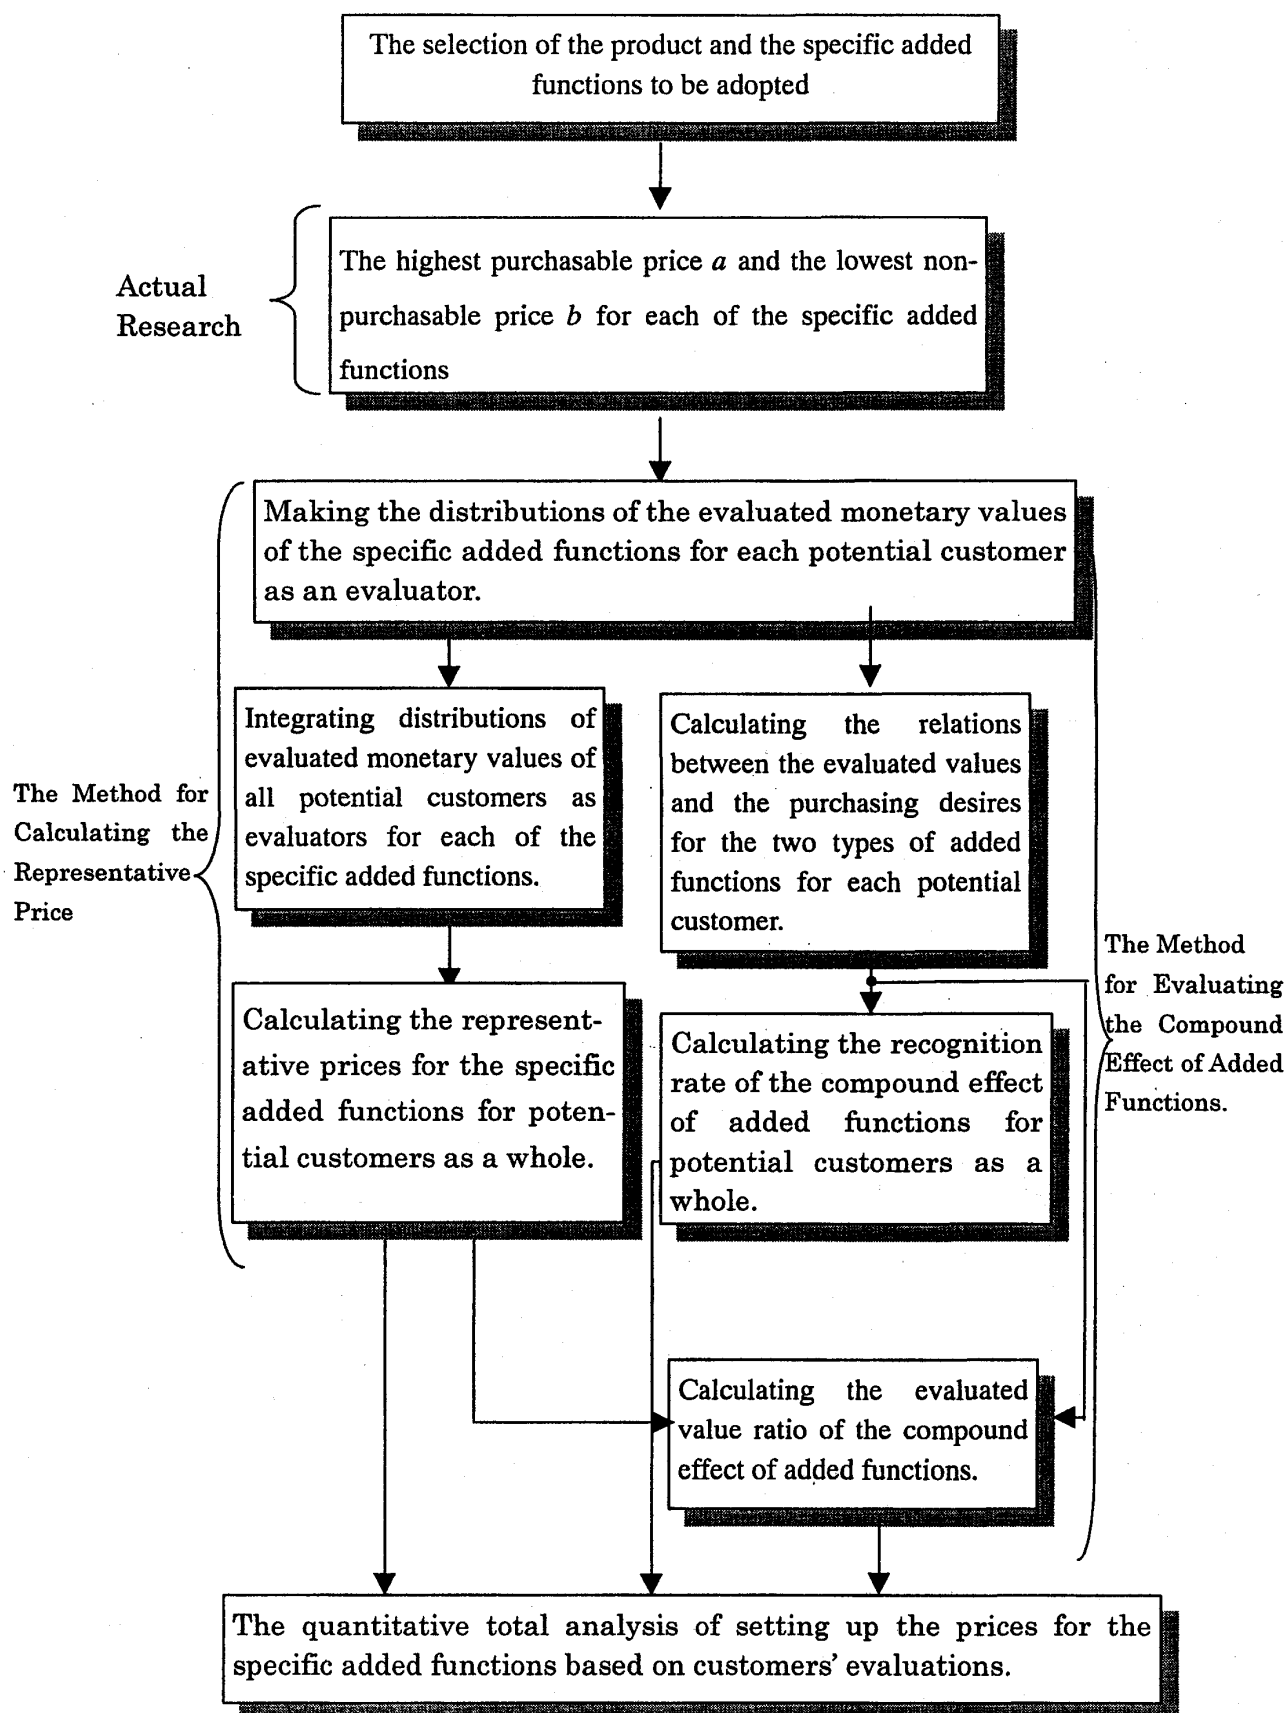 The selection of the product and the specific added
functions to be adopted
Actual
Research
The highest purchasable price a and the lowest non-
purchasable price b for each of the specific added
functions
Making the distributions of the evaluated monetary values
of the specific added functions for each potential customer
as an evaluator.
The Method for
Calculating the
Representative
Price
Integrating distributions of
evaluated monetary values of
all potential customers as
evaluators for each of the
specific added functions.
Calculating the relations
between the evaluated values
and the purchasing desires
for the two types of added
functions for each potential
customer.
The Method
for Evaluating
the Compound
Effect of Added
Functions.
Calculating the represent-
ative prices for the specific
added functions for poten-
tial customers as a whole.
Calculating the recognition
rate of the compound effect
of added functions for
potential customers as a
whole.
Calculating the evaluated
value ratio of the compound
effect of added functions.
The quantitative total analysis of setting up the prices for the
specific added functions based on customers' evaluations.